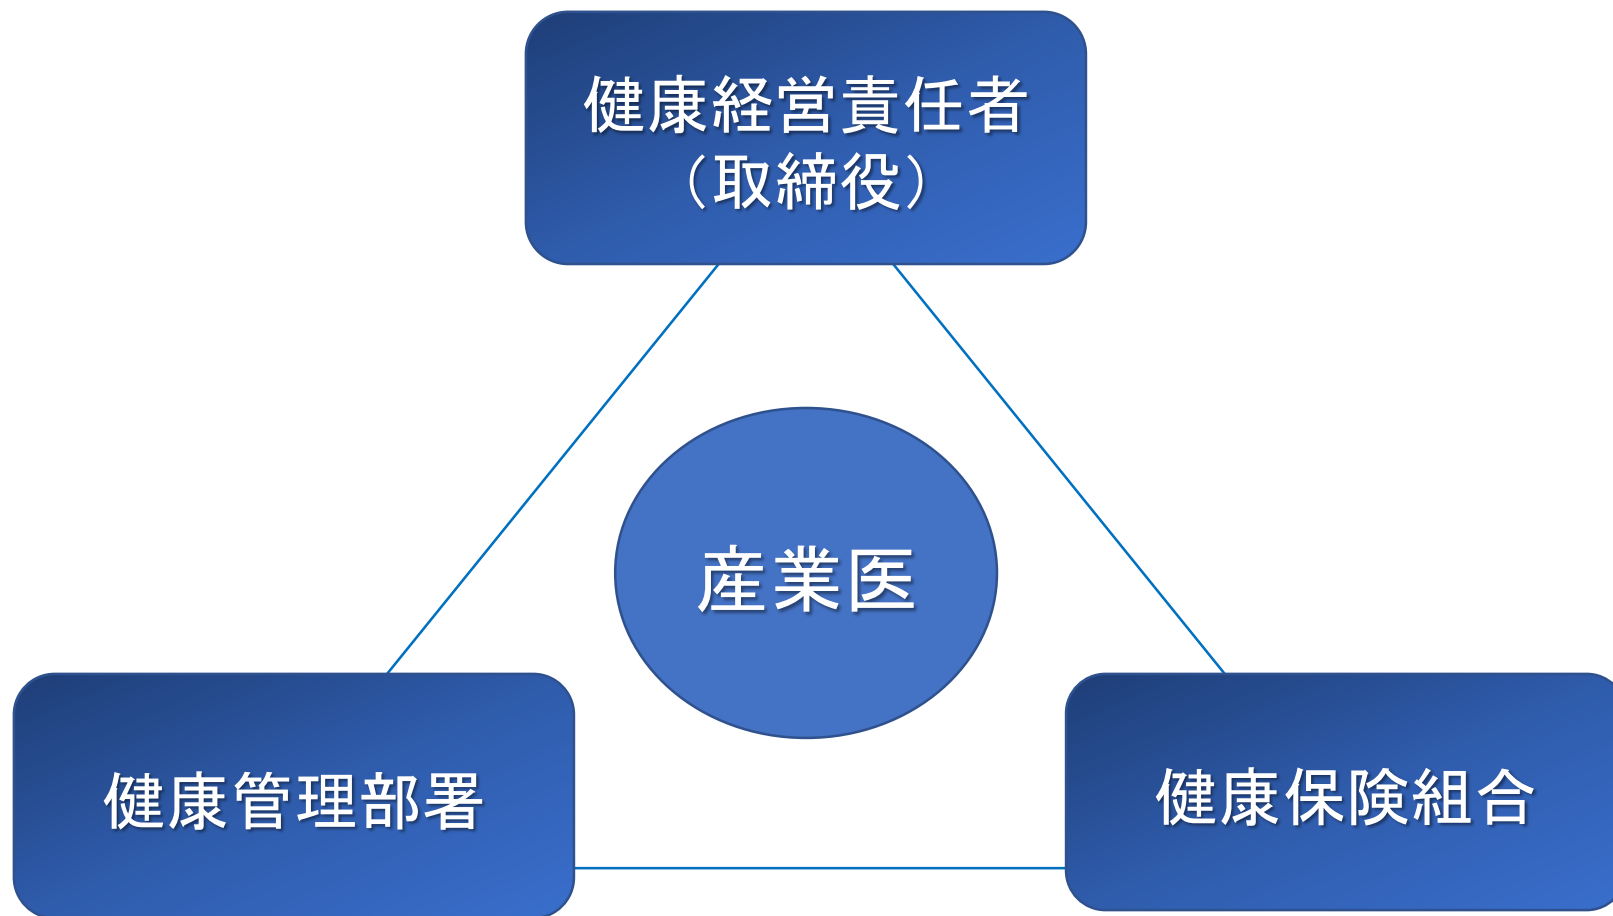 健康経営責任者
（取締役）
産業医
健康管理部署
健康保険組合